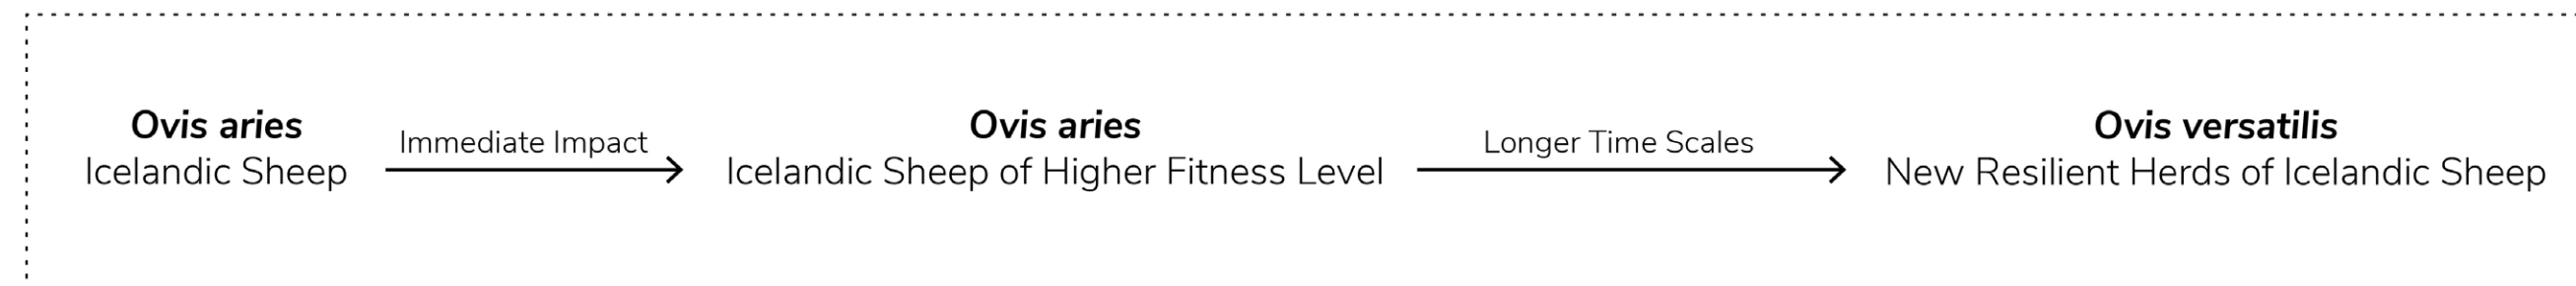 Ovis aries
Icelandic Sheep
Immediate Impact
Ovis aries
Icelandic Sheep of Higher Fitness Level
Longer Time Scales
Ovis versatilis
New Resilient Herds of Icelandic Sheep